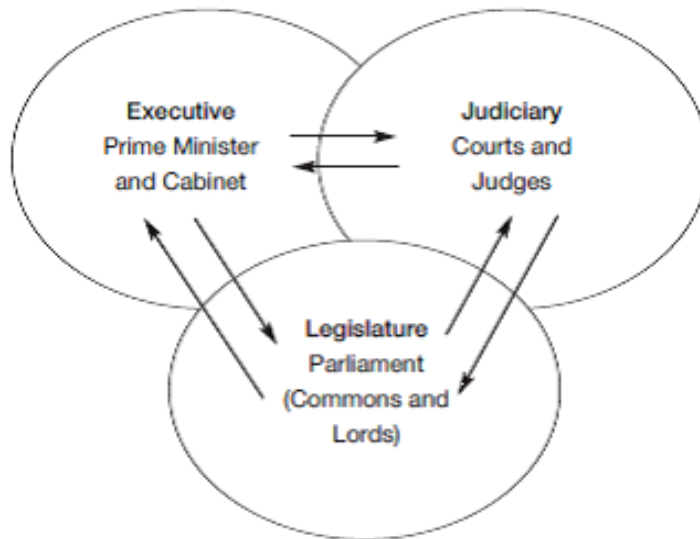 Executive
Prime Minister
and Cabinet
Judiciary
Courts and
Judges
Legislature
Parliament
(Commons and
Lords)